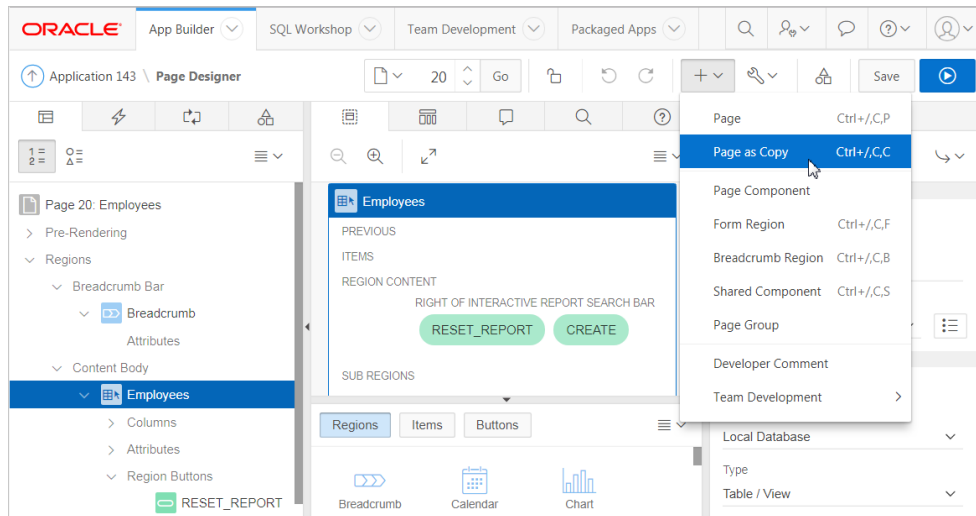 ORACLE
App Builder
SQL Workshop
Team Development
Packaged Apps
Application 143 \ Page Designer
20
Go
Save
Page 20: Employees
Pre-Rendering
Regions
Breadcrumb Bar
Breadcrumb
Attributes
Content Body
Employees
Columns
Attributes
Region Buttons
RESET_REPORT
Employees
PREVIOUS
ITEMS
REGION CONTENT
RIGHT OF INTERACTIVE REPORT SEARCH BAR
RESET_REPORT CREATE
SUB REGIONS
Regions Items Buttons
Breadcrumb Calendar Chart
Page Ctrl+/,C,P
Page as Copy Ctrl+/,C,C
Page Component
Form Region Ctrl+/,C,F
Breadcrumb Region Ctrl+/,C,B
Shared Component Ctrl+/,C,S
Page Group
Developer Comment
Team Development
Local Database
Type
Table / View